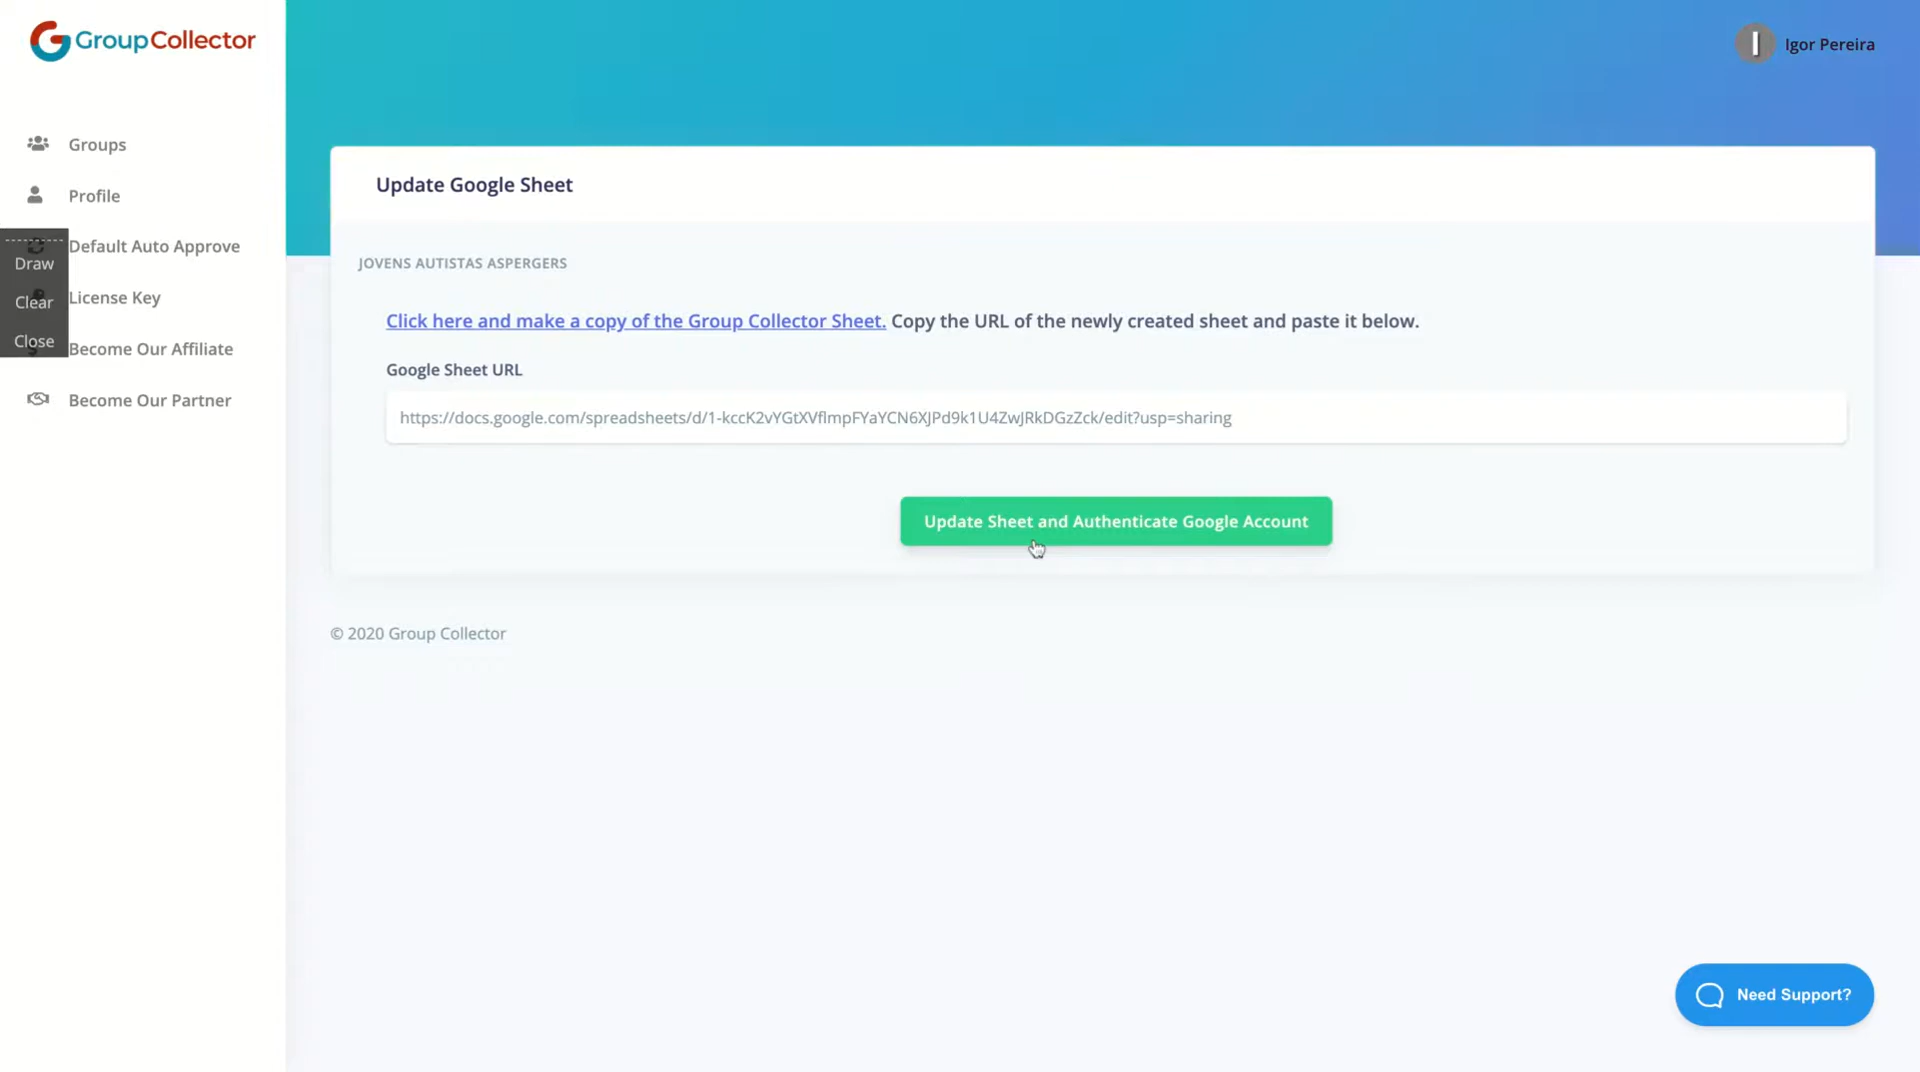 GroupCollector
Igor Pereira
Groups
Profile
Default Auto Approve
License Key
Become Our Affiliate
Become Our Partner
Draw
Clear
Close
Update Google Sheet
JOVENS AUTISTAS ASPERGERS
Click here and make a copy of the Group Collector Sheet. Copy the URL of the newly created sheet and paste it below.
Google Sheet URL
https://docs.google.com/spreadsheets/d/1-kccK2vYGtXVflmpFYaYCN6XJPd9k1U4ZwJRkDGzZck/edit?usp=sharing
Update Sheet and Authenticate Google Account
© 2020 Group Collector
Need Support?